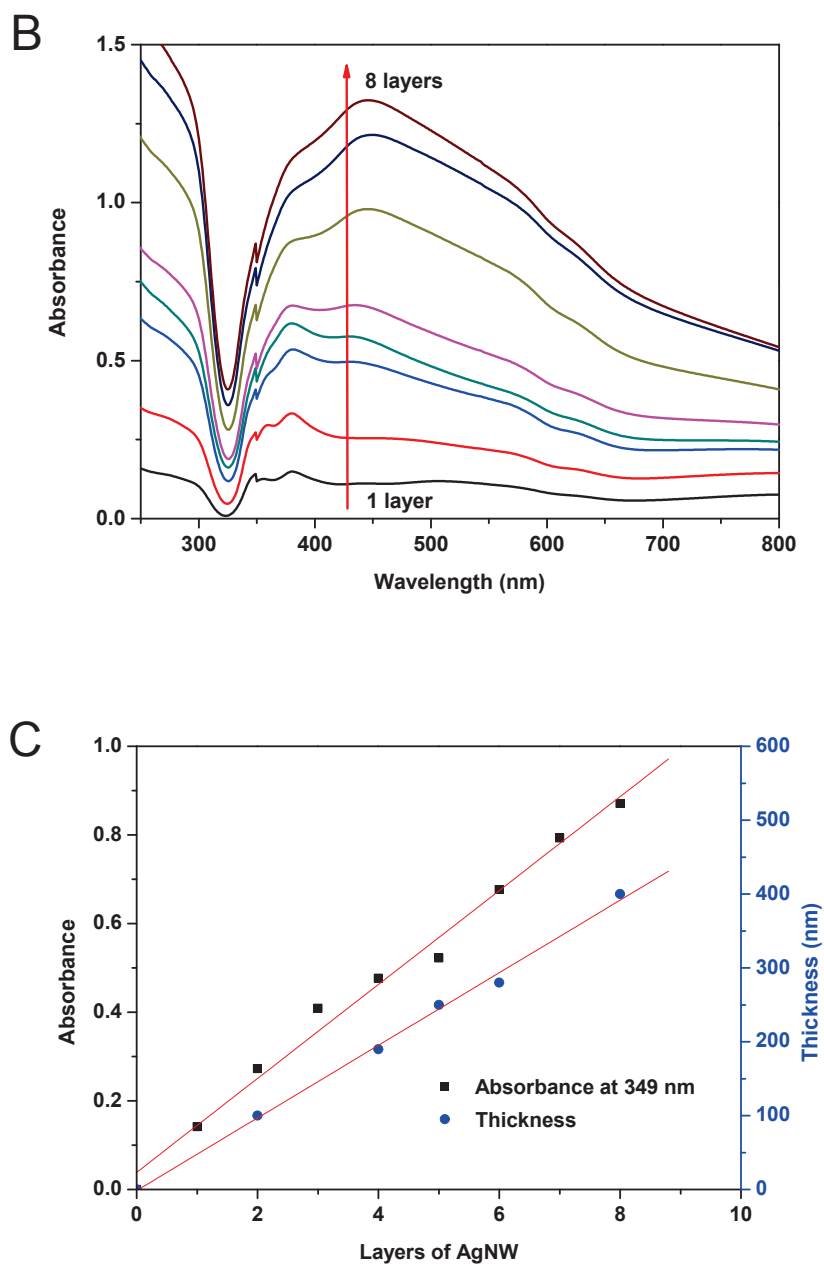 B
1.5
1.0
0.5
0.0
Absorbance
8 layers
1 layer
300 400 500 600 700 800
Wavelength (nm)
C
1.0
0.8
0.6
0.4
0.2
0.0
Absorbance
600
500
400
300
200
100
0
Thickness (nm)
Absorbance at 349 nm
Thickness
0 2 4 6 8 10
Layers of AgNW